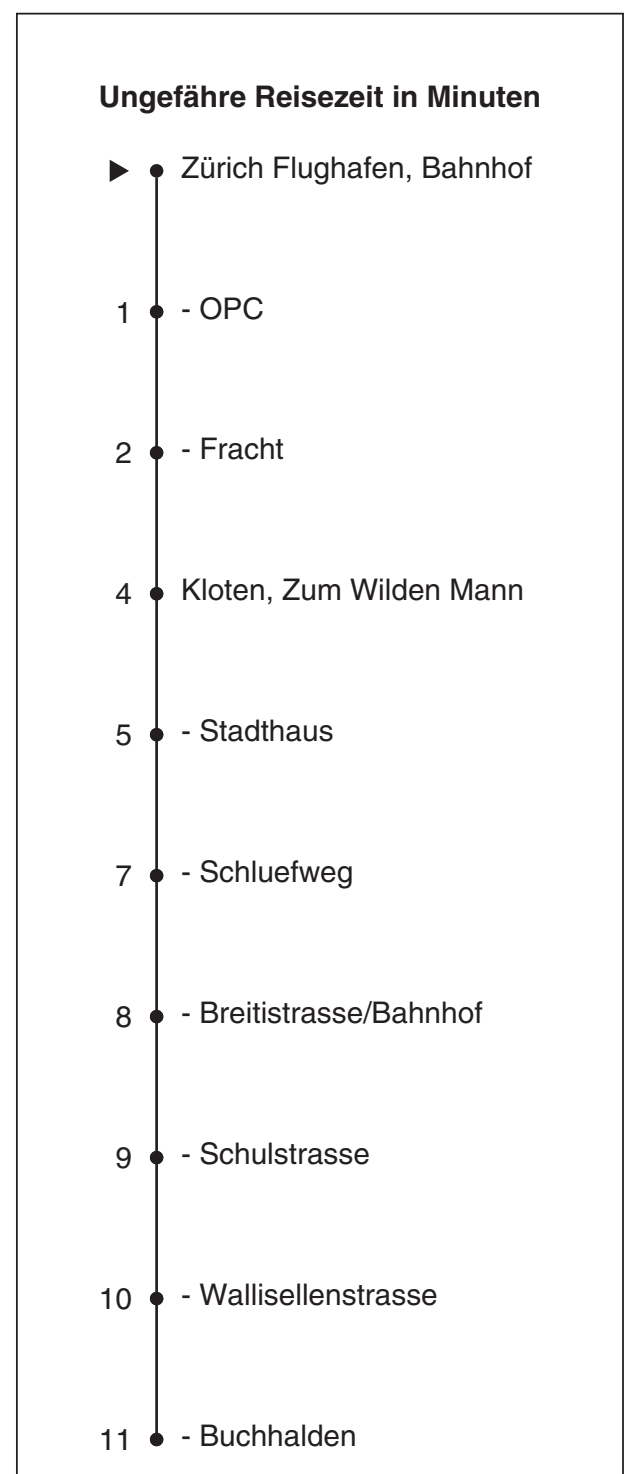 Ungefähre Reisezeit in Minuten
Zürich Flughafen, Bahnhof
1 - OPC
2 - Fracht
4 Kloten, Zum Wilden Mann
5 - Stadthaus
7 - Schluefweg
8 - Breitistrasse/Bahnhof
9 - Schulstrasse
10 - Wallisellenstrasse
11 - Buchhalden